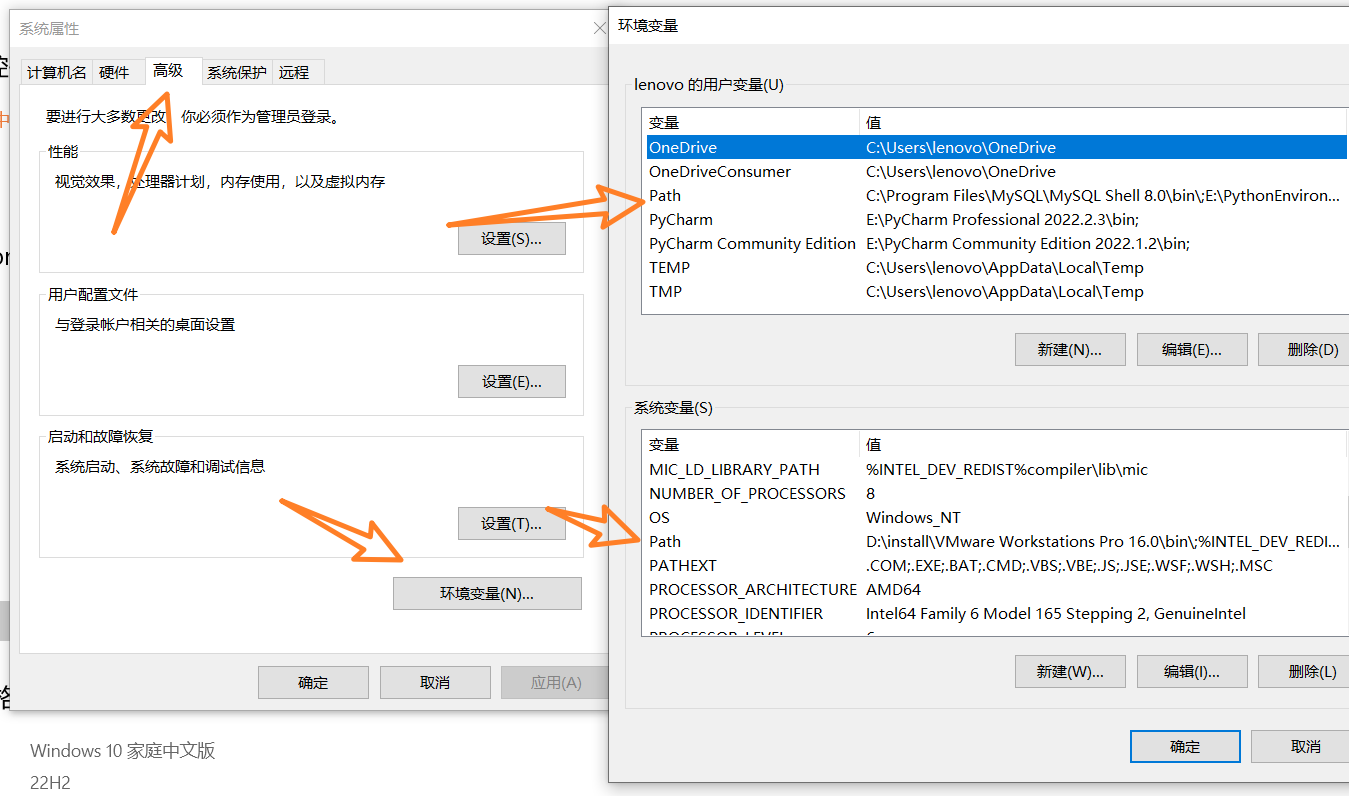 系统属性
计算机名 硬件 高级 系统保护 远程
要进行大多数更改，你必须作为管理员登录。
性能
视觉效果，处理器计划，内存使用，以及虚拟内存
设置(S)...
用户配置文件
与登录帐户相关的桌面设置
设置(E)...
启动和故障恢复
系统启动、系统故障和调试信息
设置(T)...
环境变量(N)...
确定 取消 应用(A)
Windows 10 家庭中文版
22H2
环境变量
lenovo 的用户变量(U)
变量 值
OneDrive C:\Users\lenovo\OneDrive
OneDriveConsumer C:\Users\lenovo\OneDrive
Path C:\Program Files\MySQL\MySQL Shell 8.0\bin\;E:\PythonEnviron...
PyCharm E:\PyCharm Professional 2022.2.3\bin;
PyCharm Community Edition E:\PyCharm Community Edition 2022.1.2\bin;
TEMP C:\Users\lenovo\AppData\Local\Temp
TMP C:\Users\lenovo\AppData\Local\Temp
新建(N)... 编辑(E)... 删除(D)
系统变量(S)
变量 值
MIC_LD_LIBRARY_PATH %INTEL_DEV_REDIST%compiler\lib\mic
NUMBER_OF_PROCESSORS 8
OS Windows_NT
Path D:\install\VMware Workstations Pro 16.0\bin\;%INTEL_DEV_REDI...
PATHEXT .COM;.EXE;.BAT;.CMD;.VBS;.VBE;.JS;.JSE;.WSF;.WSH;.MSC
PROCESSOR_ARCHITECTURE AMD64
PROCESSOR_IDENTIFIER Intel64 Family 6 Model 165 Stepping 2, GenuineIntel
新建(W)... 编辑(I)... 删除(L)
确定 取消